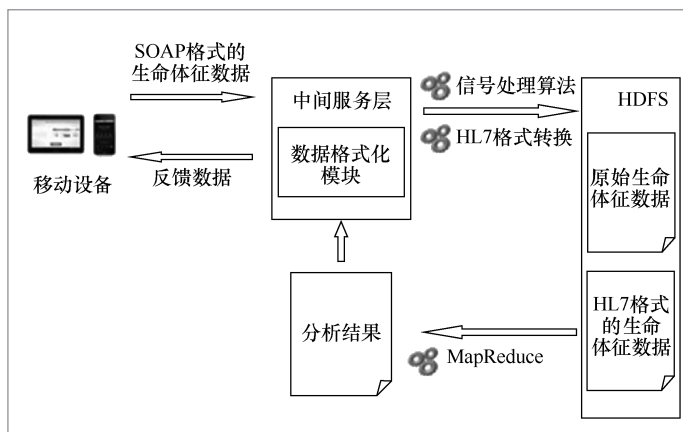 SOAP格式的
生命体征数据
移动设备
反馈数据
中间服务层
数据格式化
模块
信号处理算法
HL7格式转换
HDFS
原始生命
体征数据
HL7格式
的生命
体征数据
MapReduce
分析结果